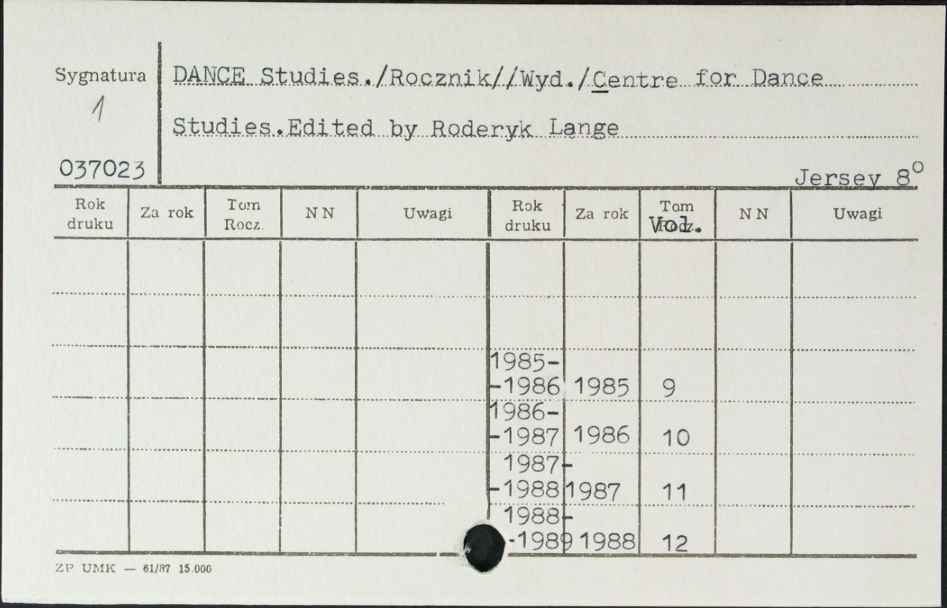 Sygnatura
1
037023
DANCE Studies./Rocznik//Wyd./Centre for Dance
Studies.Edited by Roderyk Lange
Jersey 8⁰
Rok druku Za rok Tom Rocz. NN Uwagi Rok druku Za rok Tom Vol. NN Uwagi
1985-
-1986 1985 9
1986-
-1987 1986 10
1987-
-1988 1987 11
1988-
-1989 1988 12
ZP UMK — 61/87 15.000